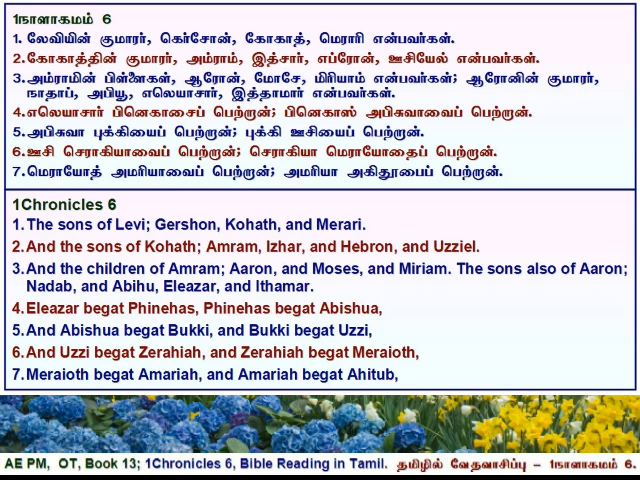 1நாளாகமம் 6
1. லேவியின் குமாரர், கெர்சோன், கோகாத், மெராரி என்பவர்கள்.
2.கோகாத்தின் குமாரர், அம்ராம், இத்சார், எப்ரோன், ஊசியேல் என்பவர்கள்.
3.அம்ராமின் பிள்ளைகள், ஆரோன், மோசே, மிரியாம் என்பவர்கள்; ஆரோனின் குமாரர்,
நாதாப், அபியூ, எலெயாசார், இத்தாமார் என்பவர்கள்.
4.எலெயாசார் பினெகாசைப் பெற்றான்; பினெகாஸ் அபிசுவாவைப் பெற்றான்.
5.அபிசுவா புக்கியைப் பெற்றான்; புக்கி ஊசியைப் பெற்றான்.
6.ஊசி செராகியாவைப் பெற்றான்; செராகியா மெராயோதைப் பெற்றான்.
7.மெராயோத் அமரியாவைப் பெற்றான்; அமரியா அகிதூபைப் பெற்றான்.
1Chronicles 6
1. The sons of Levi; Gershon, Kohath, and Merari.
2.And the sons of Kohath; Amram, Izhar, and Hebron, and Uzziel.
3.And the children of Amram; Aaron, and Moses, and Miriam. The sons also of Aaron;
Nadab, and Abihu, Eleazar, and Ithamar.
4.Eleazar begat Phinehas, Phinehas begat Abishua,
5.And Abishua begat Bukki, and Bukki begat Uzzi,
6.And Uzzi begat Zerahiah, and Zerahiah begat Meraioth,
7.Meraioth begat Amariah, and Amariah begat Ahitub,
AE PM, OT, Book 13; 1Chronicles 6, Bible Reading in Tamil. தமிழில் வேதவாசிப்பு – 1நாளாகமம் 6.